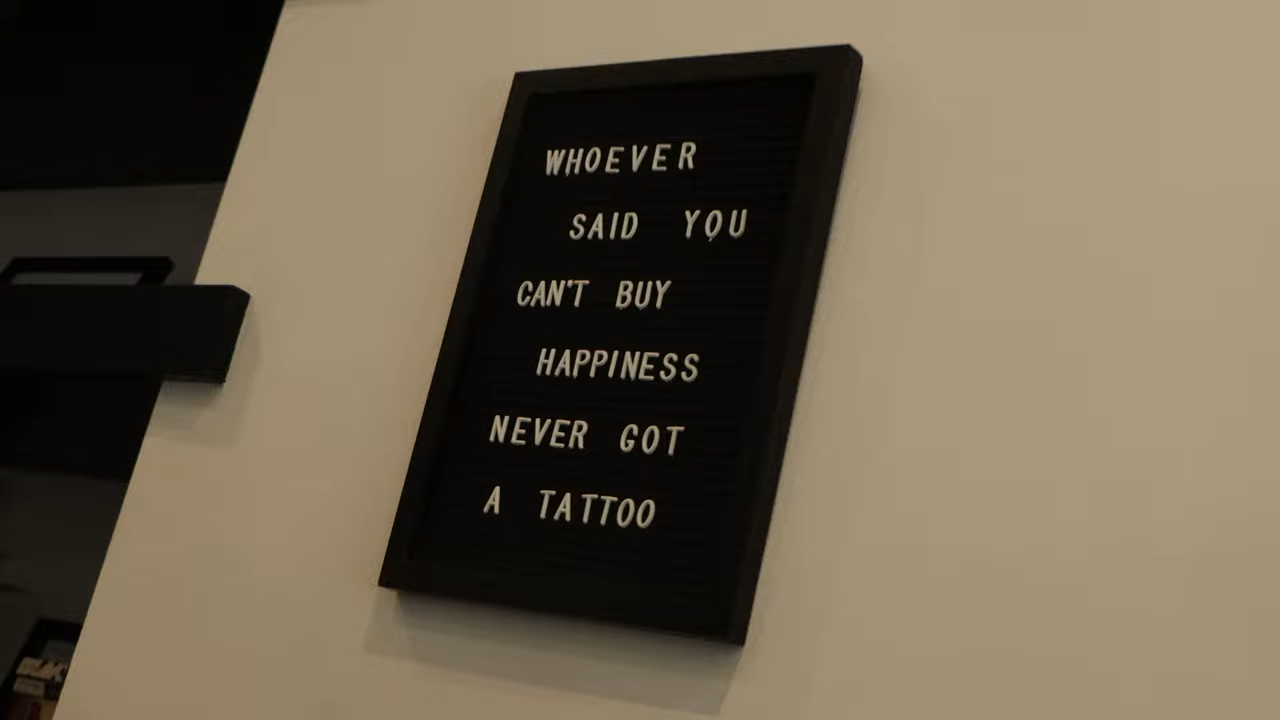 WHOEVER
SAID YOU
CAN'T BUY
HAPPINESS
NEVER GOT
A TATTOO